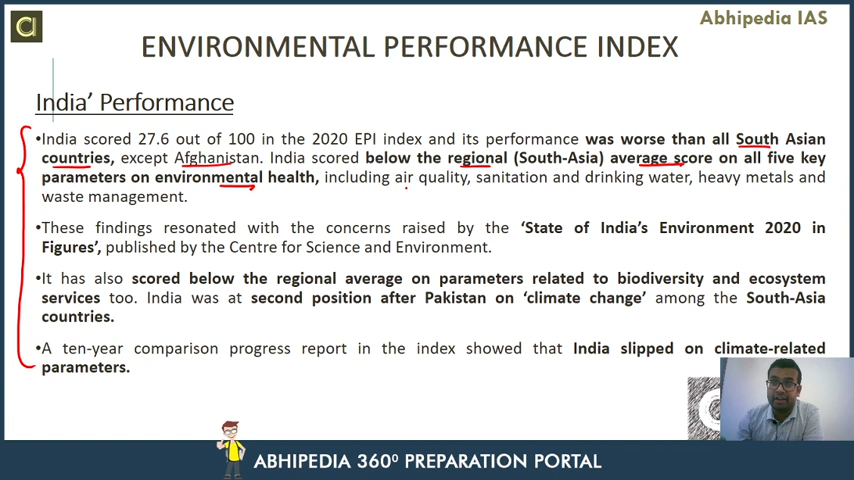 Abhipedia IAS
ENVIRONMENTAL PERFORMANCE INDEX
India’ Performance
•India scored 27.6 out of 100 in the 2020 EPI index and its performance was worse than all South Asian
countries, except Afghanistan. India scored below the regional (South-Asia) average score on all five key
parameters on environmental health, including air quality, sanitation and drinking water, heavy metals and
waste management.
•These findings resonated with the concerns raised by the ‘State of India’s Environment 2020 in
Figures’, published by the Centre for Science and Environment.
•It has also scored below the regional average on parameters related to biodiversity and ecosystem
services too. India was at second position after Pakistan on ‘climate change’ among the South-Asia
countries.
•A ten-year comparison progress report in the index showed that India slipped on climate-related
parameters.
ABHIPEDIA 360⁰ PREPARATION PORTAL